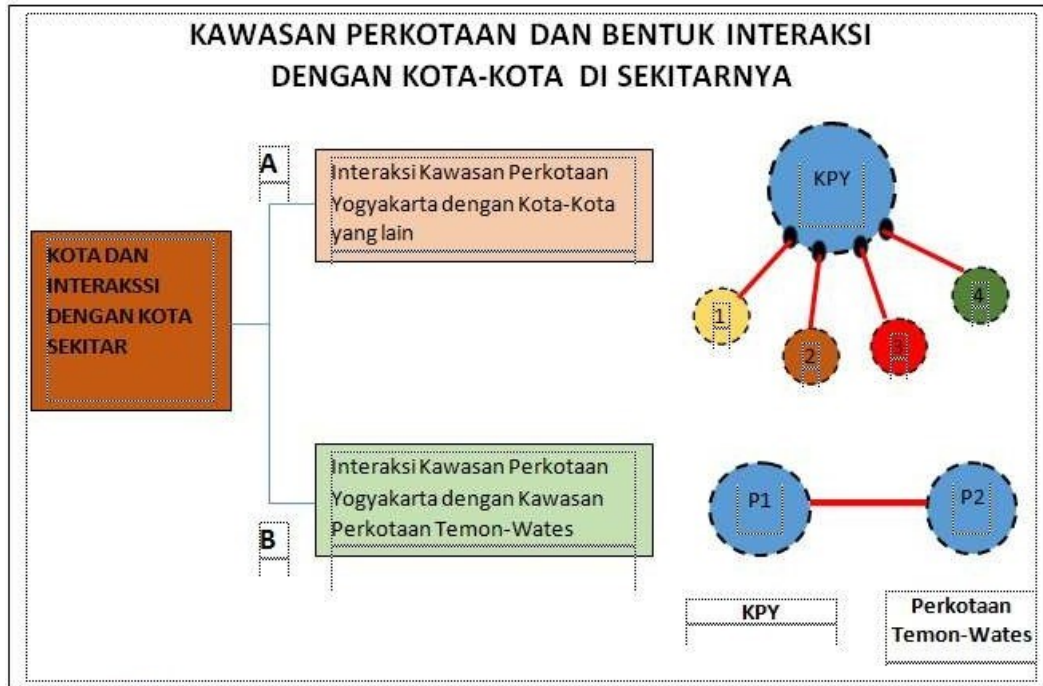 KAWASAN PERKOTAAN DAN BENTUK INTERAKSI
DENGAN KOTA-KOTA DI SEKITARNYA
KOTA DAN
INTERAKSSI
DENGAN KOTA
SEKITAR
A
Interaksi Kawasan Perkotaan
Yogyakarta dengan Kota-Kota
yang lain
KPY
1
2
3
4
B
Interaksi Kawasan Perkotaan
Yogyakarta dengan Kawasan
Perkotaan Temon-Wates
P1
P2
KPY
Perkotaan
Temon-Wates